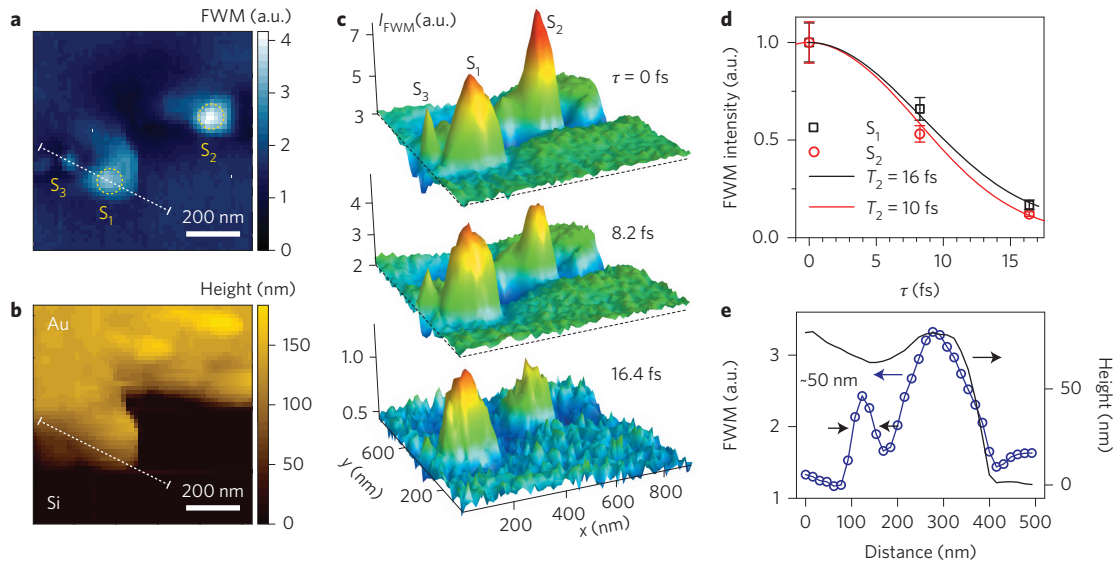 a
FWM (a.u.)
4
3
2
1
0
S₂
S₃
S₁
200 nm
b
Height (nm)
Au
150
100
50
0
200 nm
Si
c
I_FWM (a.u.)
7
5
3
S₂
S₁
S₃
τ = 0 fs
4
3
2
8.2 fs
1.0
0.5
16.4 fs
600
200
y (nm)
200
400
600
800
x (nm)
d
FWM intensity (a.u.)
1.0
0.5
0.0
S₁
S₂
T₂ = 16 fs
T₂ = 10 fs
0
5
10
15
τ (fs)
e
FWM (a.u.)
3
2
1
~50 nm
Height (nm)
50
0
0
100
200
300
400
500
Distance (nm)